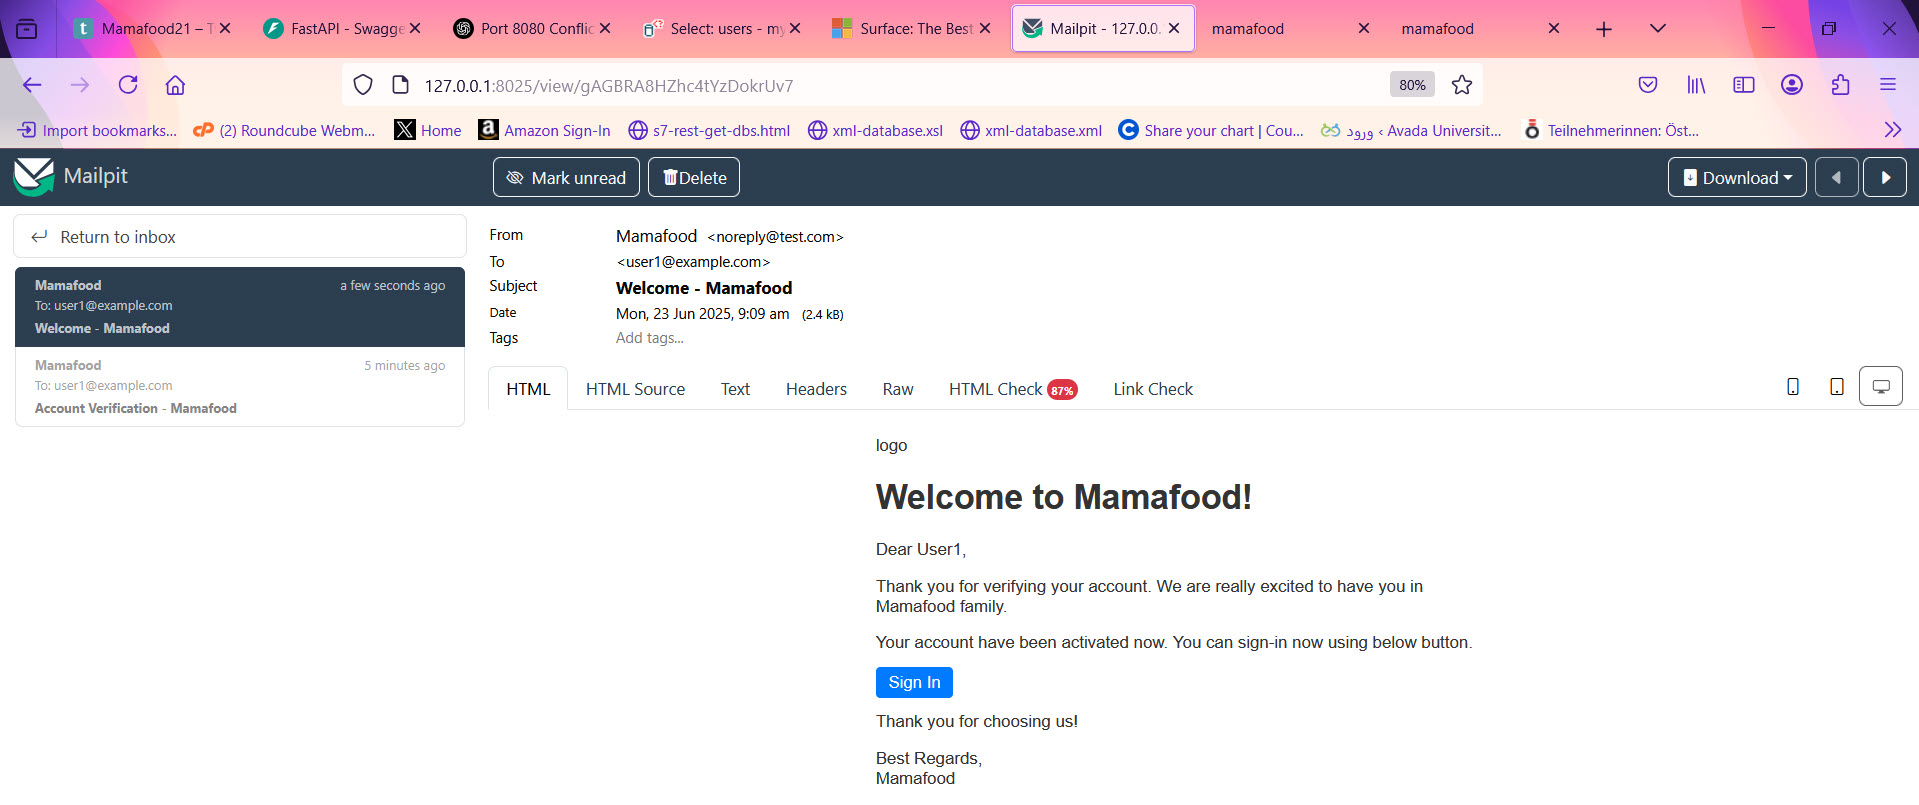 Mamafood21 – T
FastAPI - Swagge
Port 8080 Conflic
Select: users - my
Surface: The Best
Mailpit - 127.0.0.
mamafood
mamafood
127.0.0.1:8025/view/gAGBRA8HZhc4tYzDokrUv7
80%
Import bookmarks...
(2) Roundcube Webm...
Home
Amazon Sign-In
s7-rest-get-dbs.html
xml-database.xsl
xml-database.xml
Share your chart | Cou...
ورود ‹ Avada Universit...
Teilnehmerinnen: Öst...
Mailpit
Mark unread
Delete
Download
Return to inbox
Mamafood a few seconds ago
To: user1@example.com
Welcome - Mamafood
Mamafood 5 minutes ago
To: user1@example.com
Account Verification - Mamafood
From Mamafood <noreply@test.com>
To <user1@example.com>
Subject Welcome - Mamafood
Date Mon, 23 Jun 2025, 9:09 am (2.4 kB)
Tags Add tags...
HTML
HTML Source
Text
Headers
Raw
HTML Check 87%
Link Check
logo
Welcome to Mamafood!
Dear User1,
Thank you for verifying your account. We are really excited to have you in
Mamafood family.
Your account have been activated now. You can sign-in now using below button.
Sign In
Thank you for choosing us!
Best Regards,
Mamafood